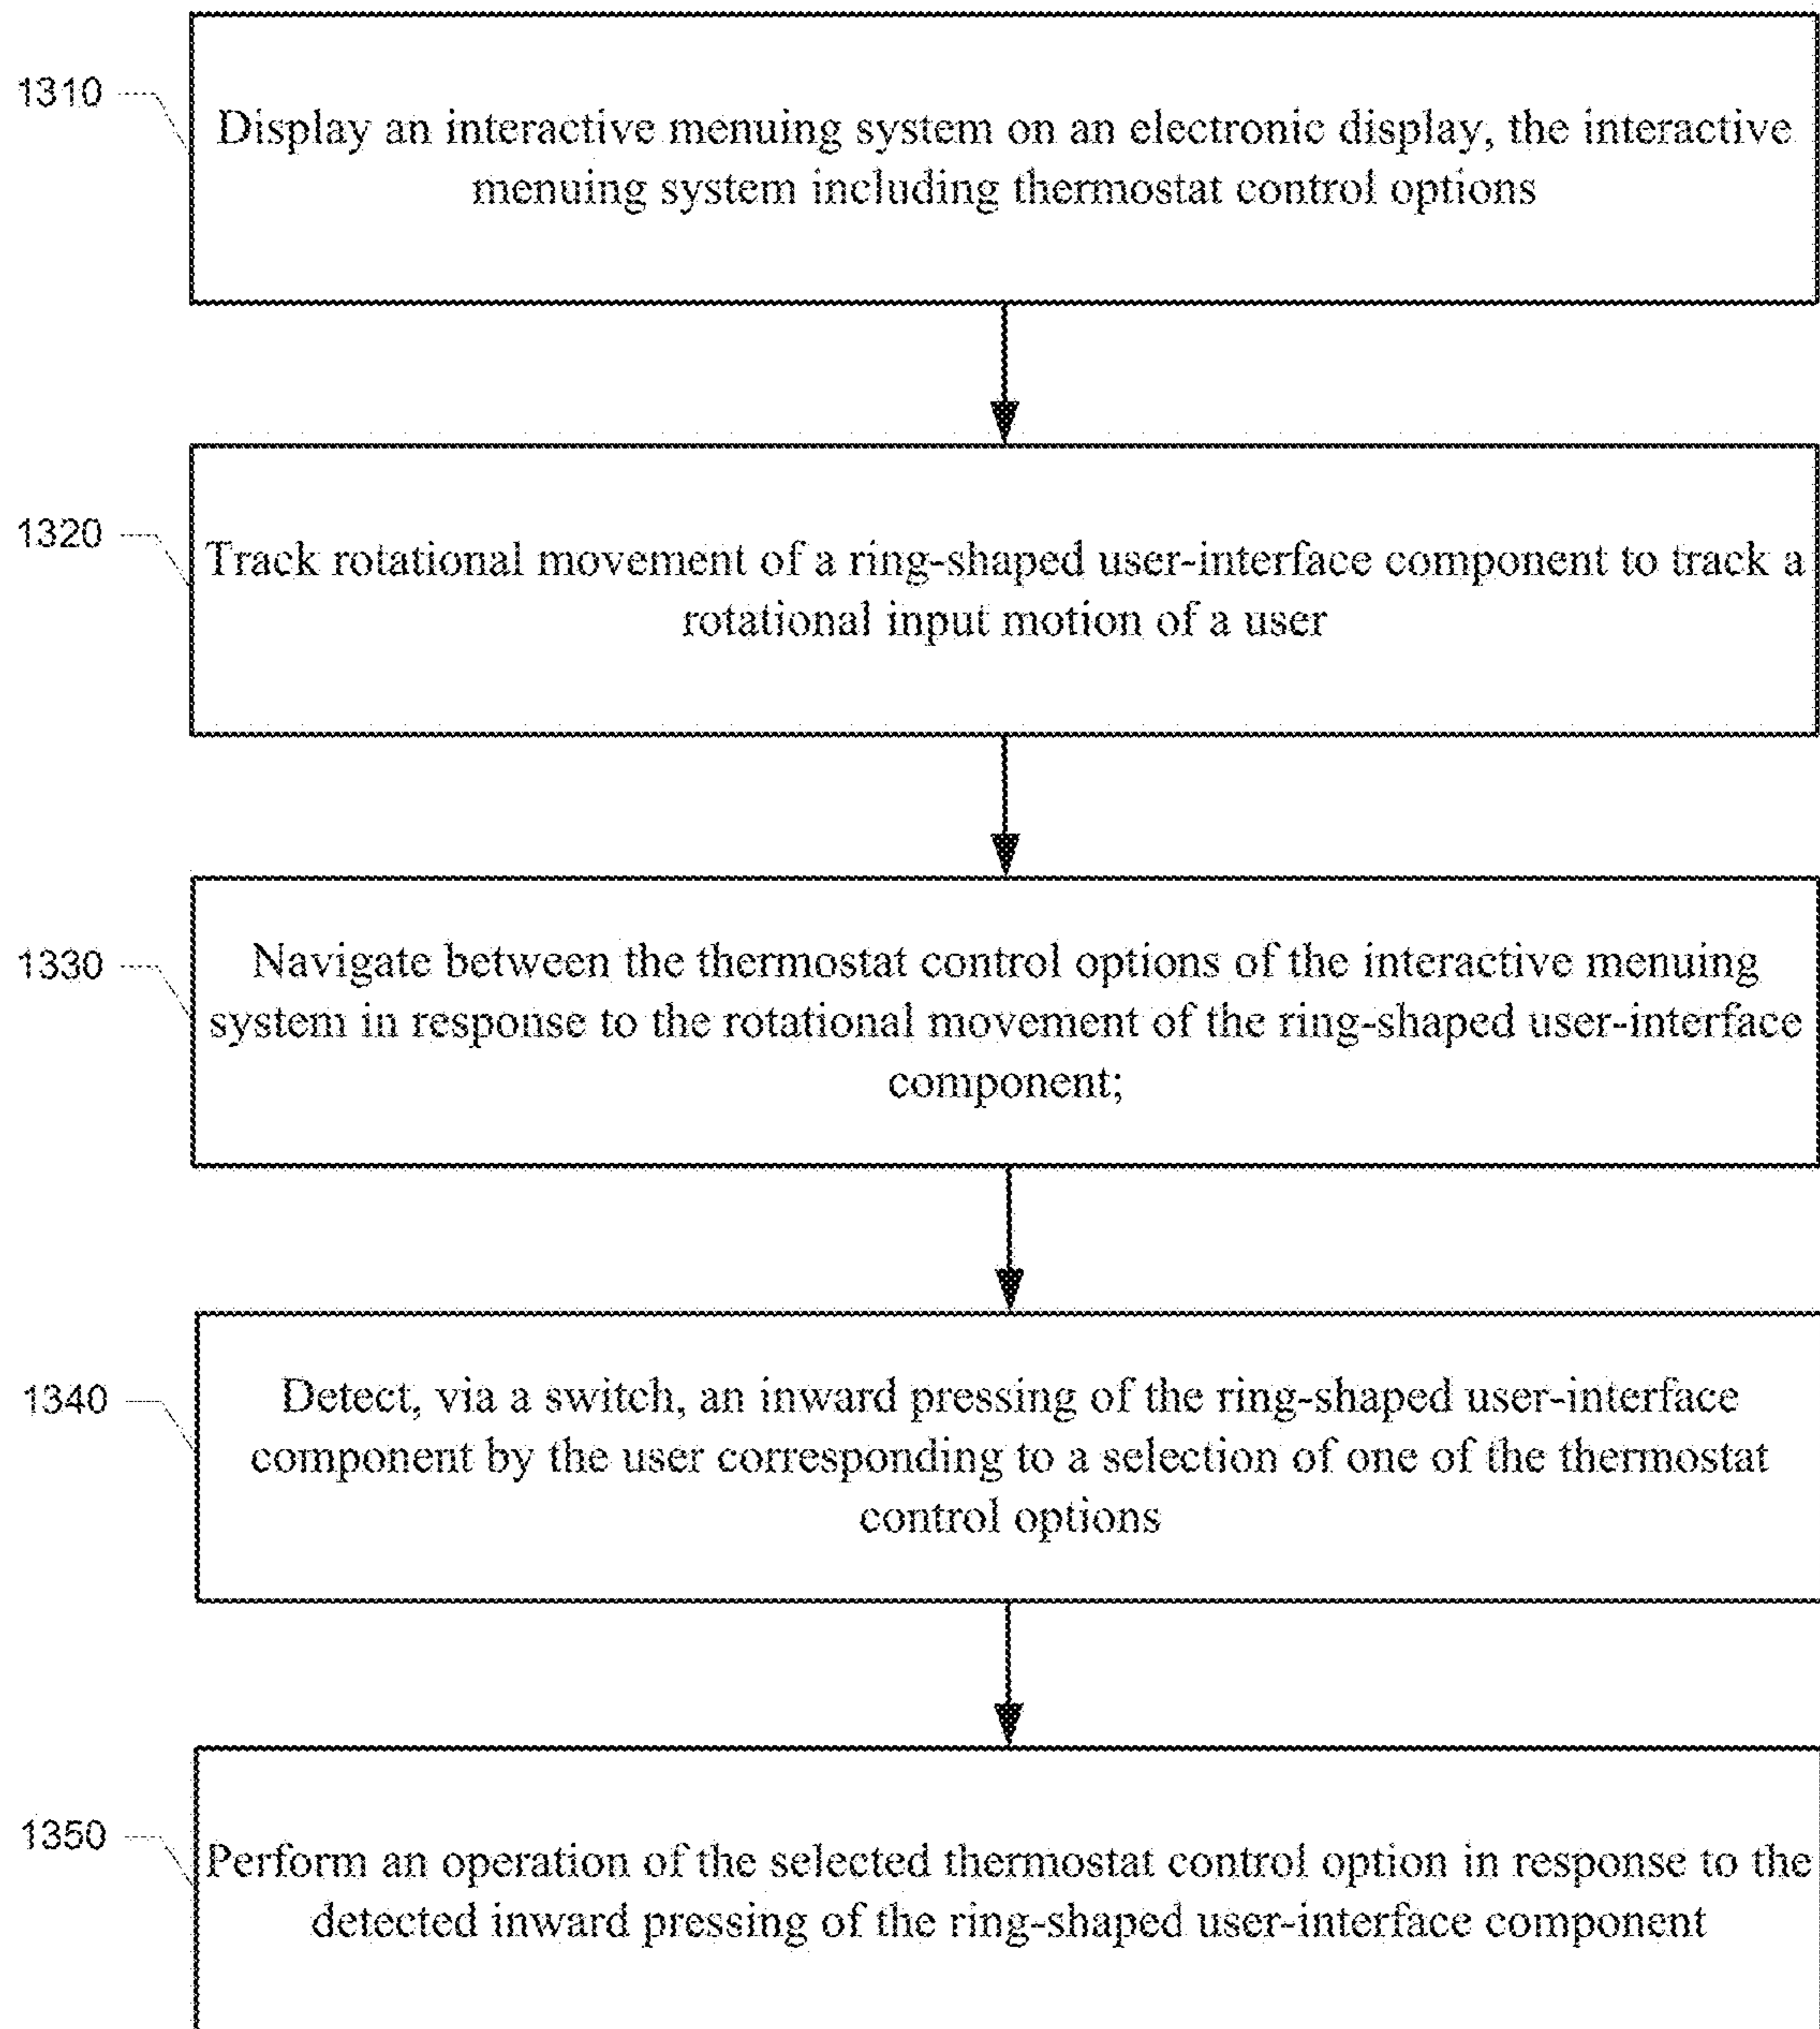 1310
Display an interactive menuing system on an electronic display, the interactive
menuing system including thermostat control options
1320
Track rotational movement of a ring-shaped user-interface component to track a
rotational input motion of a user
1330
Navigate between the thermostat control options of the interactive menuing
system in response to the rotational movement of the ring-shaped user-interface
component;
1340
Detect, via a switch, an inward pressing of the ring-shaped user-interface
component by the user corresponding to a selection of one of the thermostat
control options
1350
Perform an operation of the selected thermostat control option in response to the
detected inward pressing of the ring-shaped user-interface component